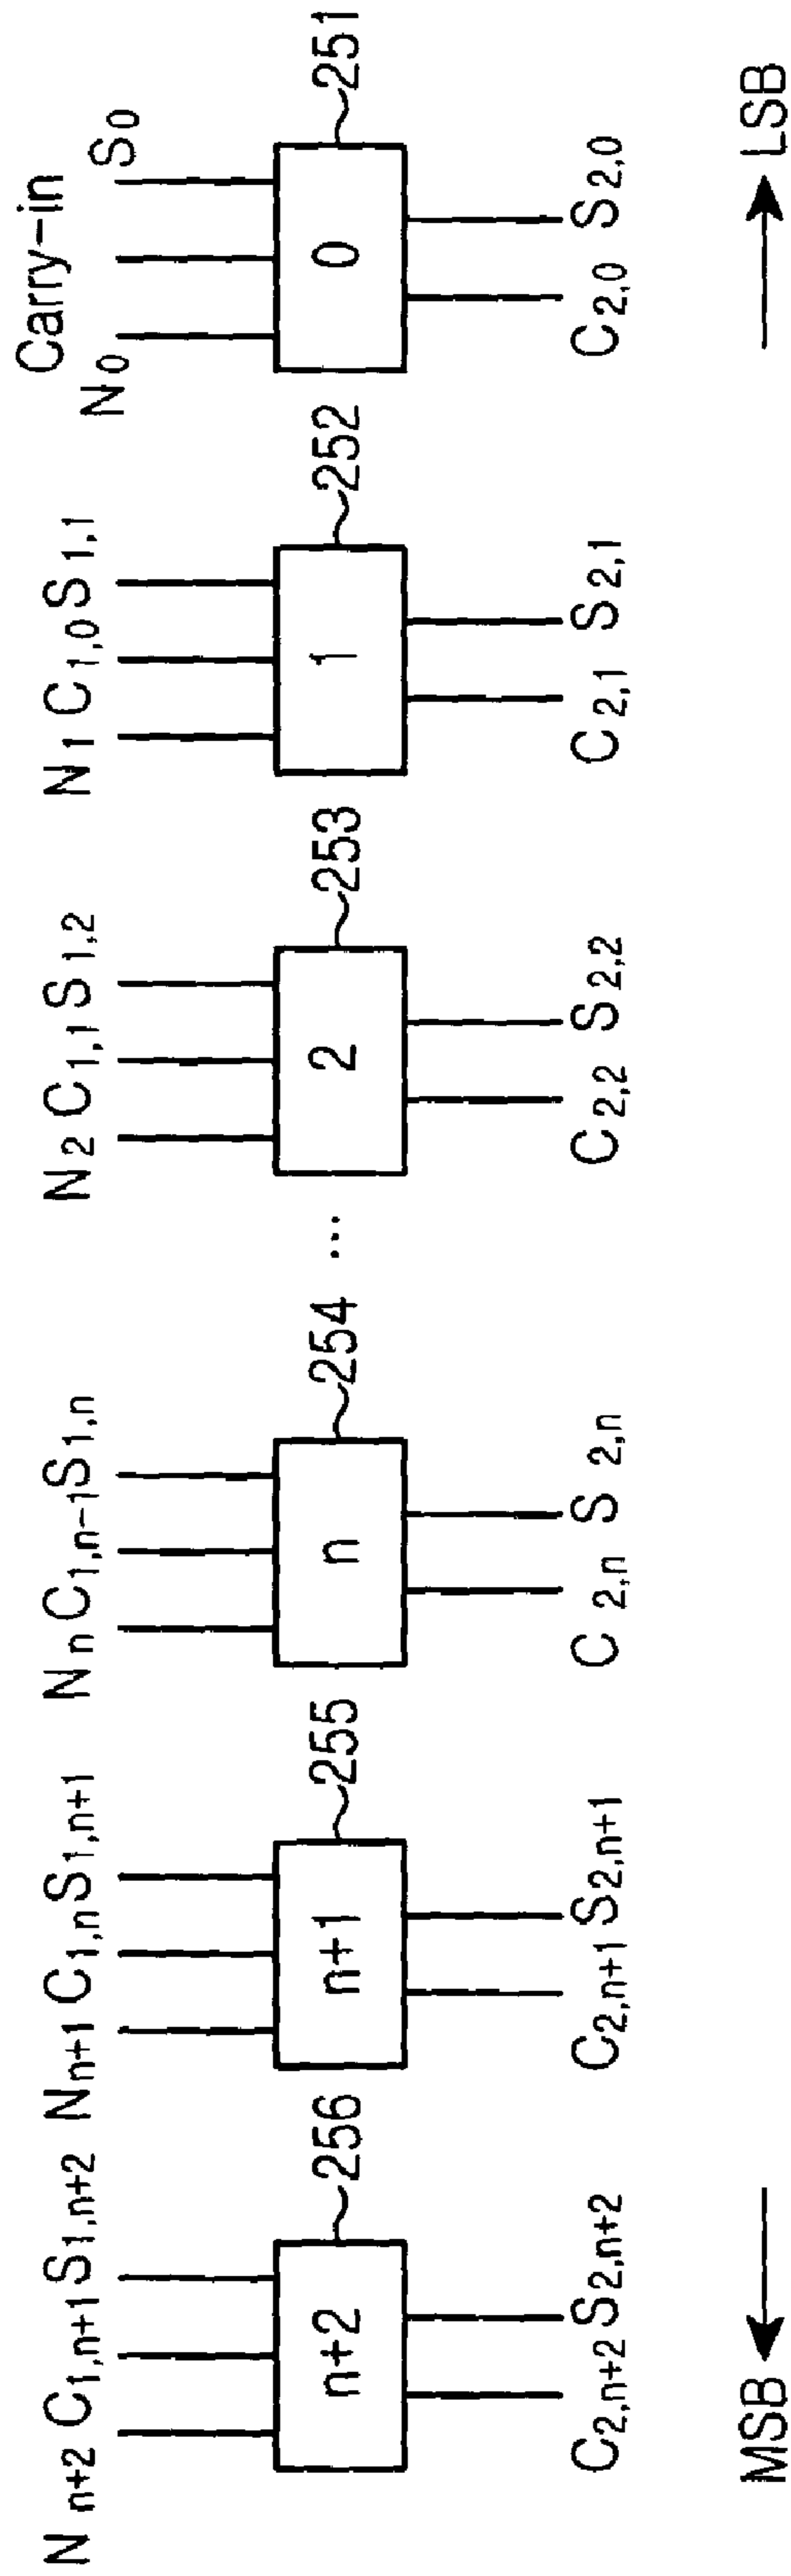 N n+2 C1,n+1 S1,n+2 Nn+1 C1,n S1,n+1 Nn C1,n-1 S1,n N2 C1,1 S1,2 N1 C1,0 S1,1 N0 Carry-in S0
256 255 254 253 252 251
n+2 n+1 n ... 2 1 0
C2,n+2 S2,n+2 C2,n+1 S2,n+1 C 2,n S 2,n C2,2 S2,2 C2,1 S2,1 C2,0 S2,0
MSB LSB